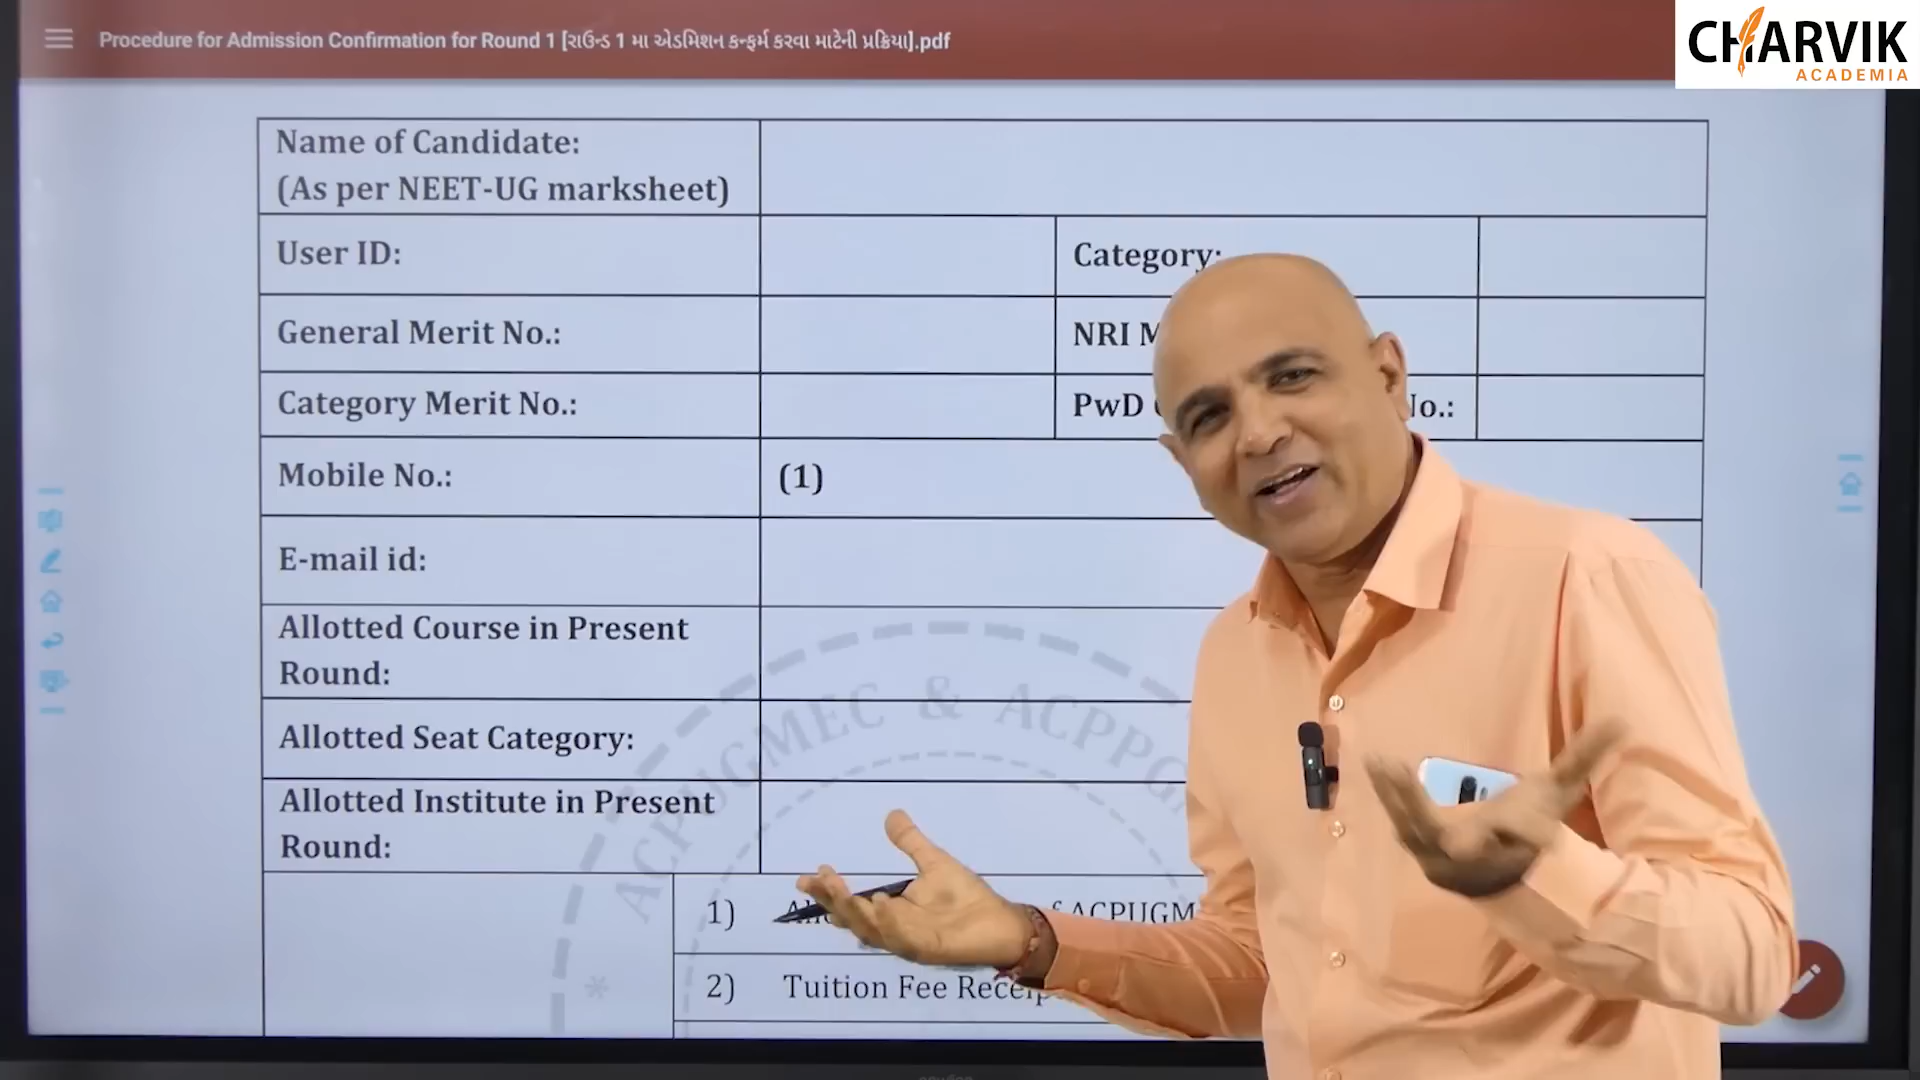 Procedure for Admission Confirmation for Round 1 [રાઉન્ડ 1 મા એડમિશન કન્ફર્મ કરવા માટેની પ્રક્રિયા].pdf
CHARVIK
ACADEMIA
Name of Candidate:
(As per NEET-UG marksheet)
User ID:
Category:
General Merit No.:
NRI
Category Merit No.:
PwD
Mobile No.:
(1)
E-mail id:
Allotted Course in Present
Round:
Allotted Seat Category:
Allotted Institute in Present
Round:
ACPUGMEC & ACPPG
1)
2) Tuition Fee